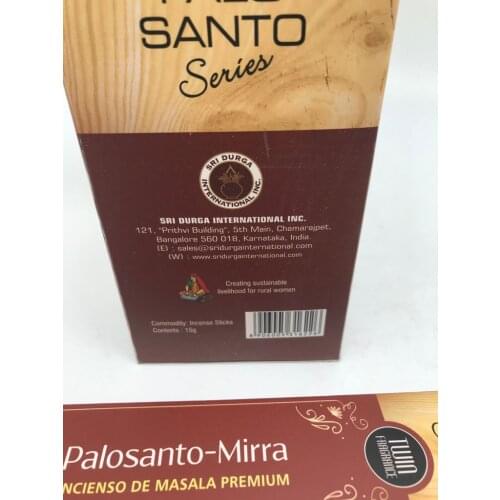 SANTO
Series
SRI DURGA
INTERNATIONAL INC.
SRI DURGA INTERNATIONAL INC.
121, "Prithvi Building", 5th Main, Chamarajpet,
Bangalore 560 018, Karnataka, India
(E) : sales@sridurgainternational.com
(W) : www.sridurgainternational.com
Creating sustainable
livelihood for rural women
Commodity: Incense Sticks
Contents : 15g
Palosanto-Mirra
NCIENSO DE MASALA PREMIUM
TWIN
FRAGRANCE